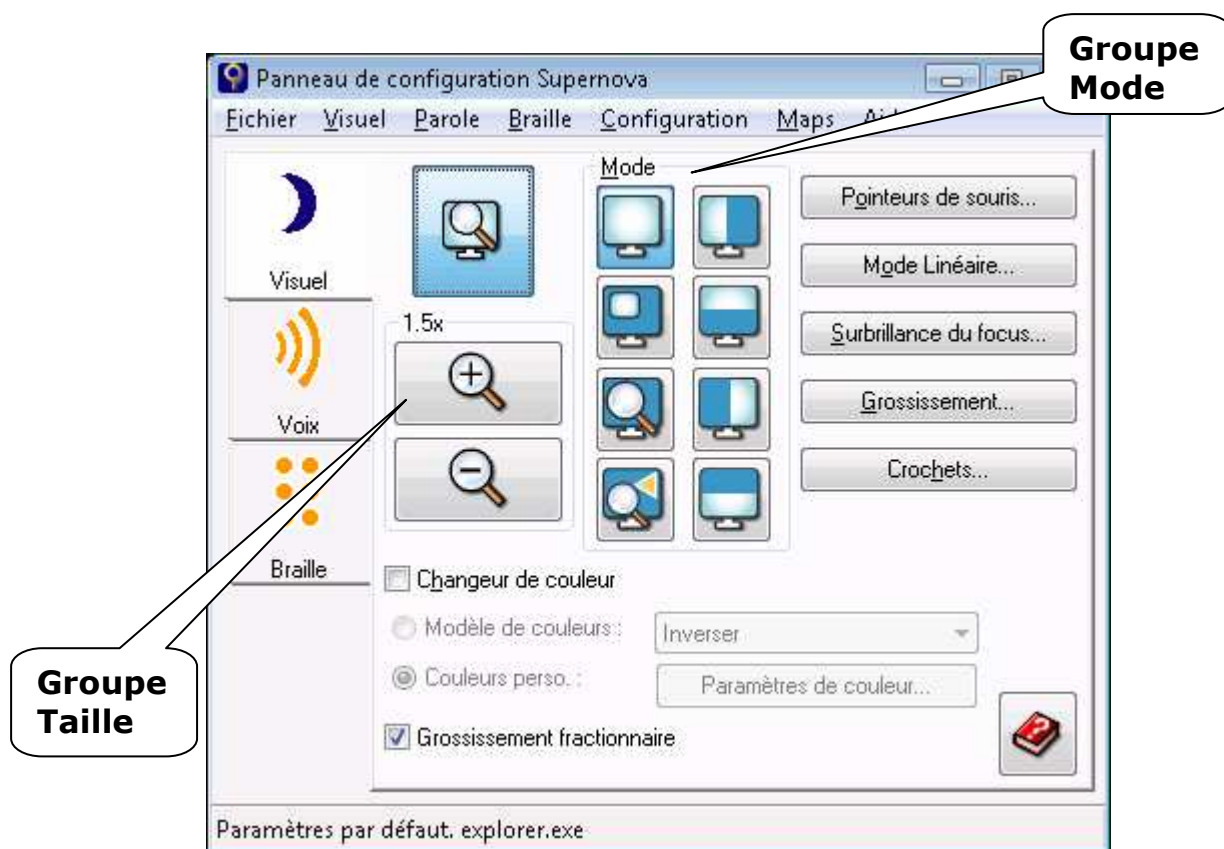 Groupe
Mode
Panneau de configuration Supernova
Fichier Visuel Parole Braille Configuration Maps
Visuel
Voix
Braille
1.5x
Mode
Pointeurs de souris...
Mode Linéaire...
Surbrillance du focus...
Grossissement...
Crochets...
Changeur de couleur
Modèle de couleurs :
Inverser
Couleurs perso. :
Paramètres de couleur...
Grossissement fractionnaire
Groupe
Taille
Paramètres par défaut. explorer.exe